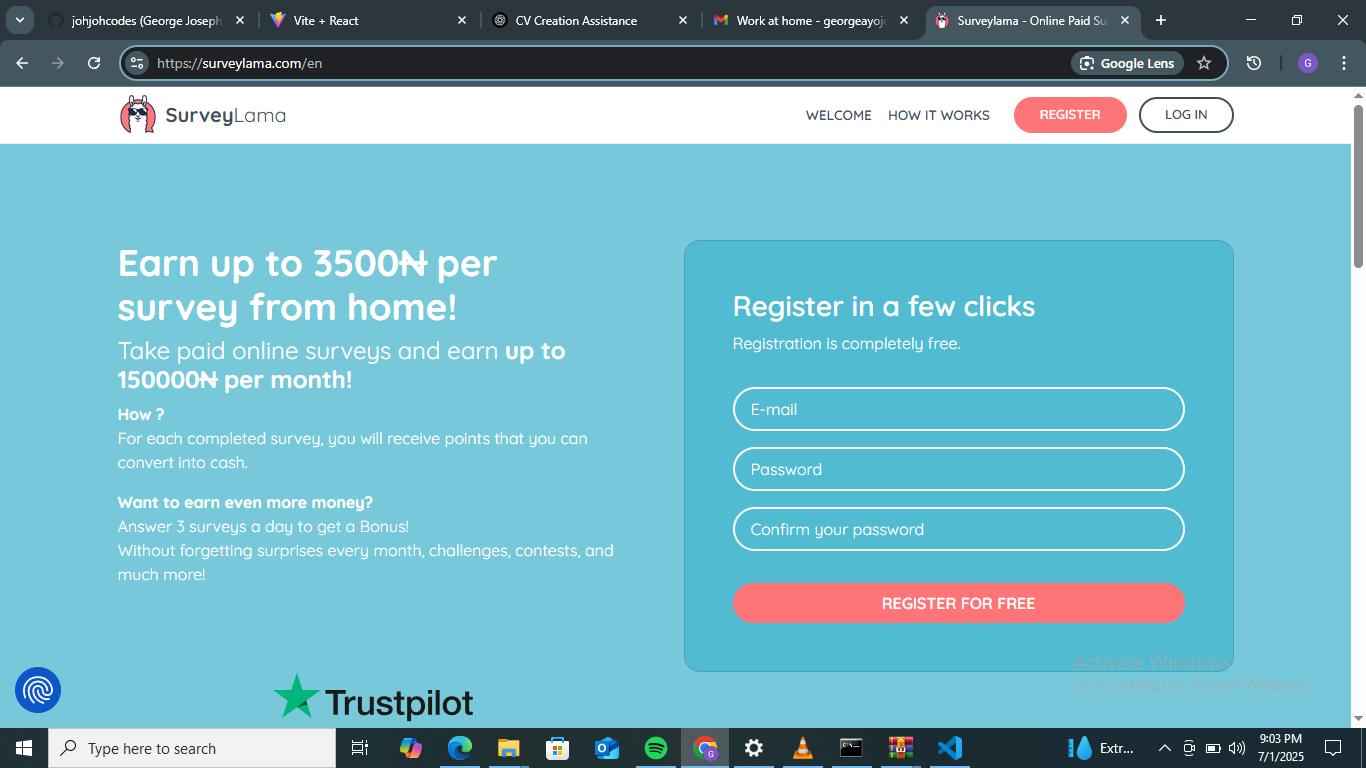 johjohcodes (George Joseph
Vite + React
CV Creation Assistance
Work at home - georgeayojo
Surveylama - Online Paid Su
https://surveylama.com/en
Google Lens
G
SurveyLama
WELCOME
HOW IT WORKS
REGISTER
LOG IN
Earn up to 3500₦ per
survey from home!
Take paid online surveys and earn up to
150000₦ per month!
How ?
For each completed survey, you will receive points that you can
convert into cash.
Want to earn even more money?
Answer 3 surveys a day to get a Bonus!
Without forgetting surprises every month, challenges, contests, and
much more!
Trustpilot
Register in a few clicks
Registration is completely free.
E-mail
Password
Confirm your password
REGISTER FOR FREE
Activate Windows
Go to Settings to activate Windows.
Type here to search
G
Extr...
9:03 PM
7/1/2025